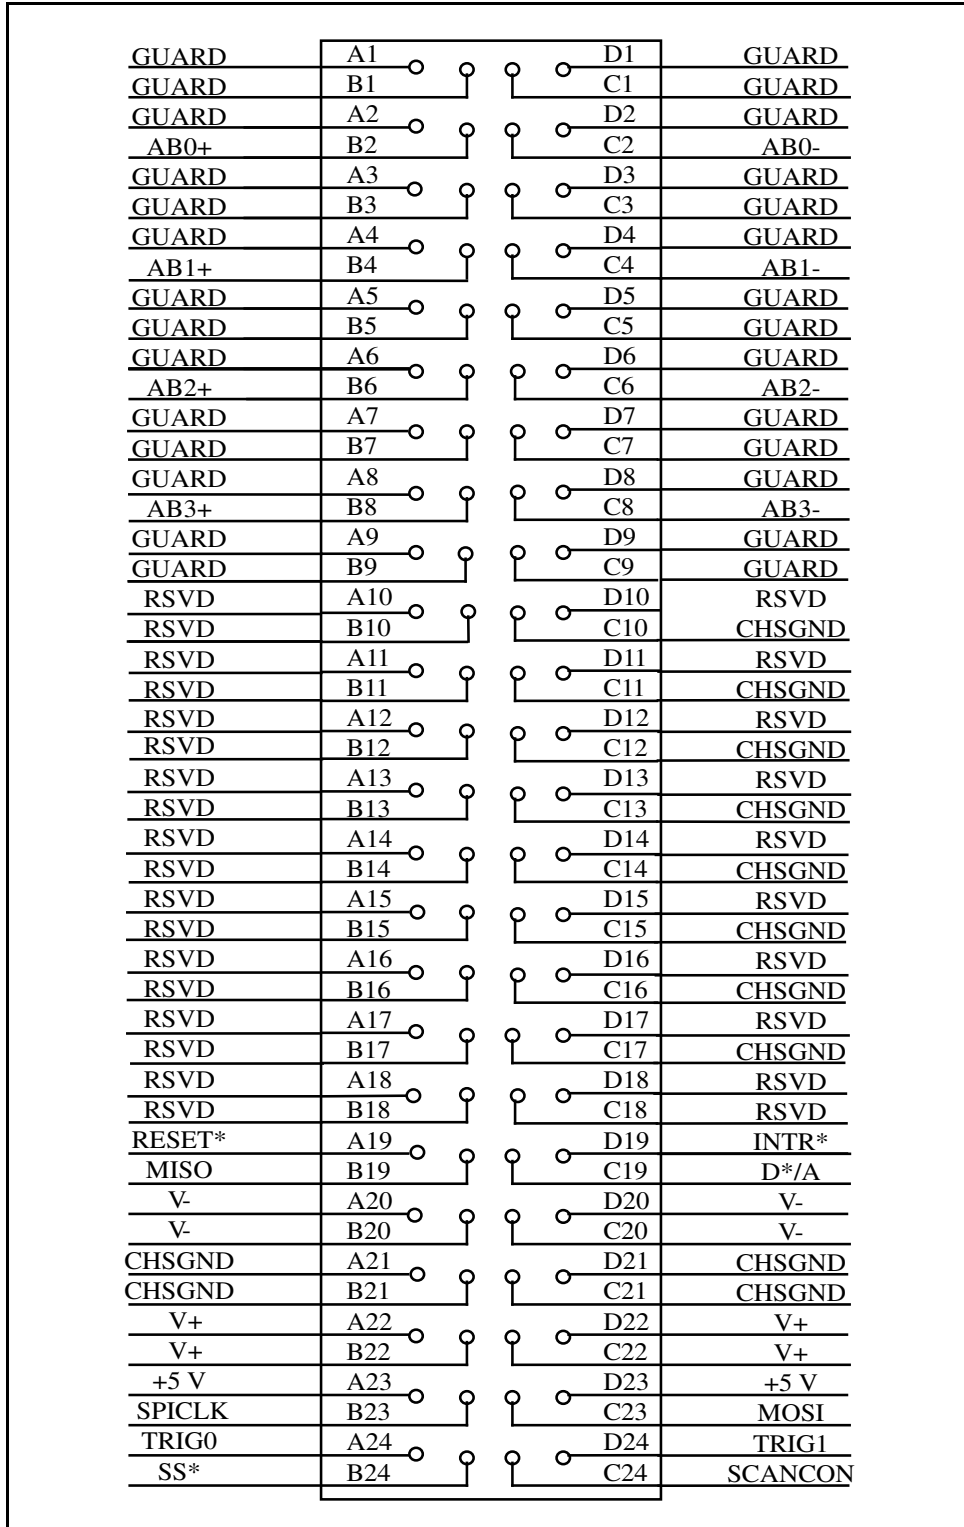 GUARD A1 D1 GUARD
GUARD B1 C1 GUARD
GUARD A2 D2 GUARD
AB0+ B2 C2 AB0-
GUARD A3 D3 GUARD
GUARD B3 C3 GUARD
GUARD A4 D4 GUARD
AB1+ B4 C4 AB1-
GUARD A5 D5 GUARD
GUARD B5 C5 GUARD
GUARD A6 D6 GUARD
AB2+ B6 C6 AB2-
GUARD A7 D7 GUARD
GUARD B7 C7 GUARD
GUARD A8 D8 GUARD
AB3+ B8 C8 AB3-
GUARD A9 D9 GUARD
GUARD B9 C9 GUARD
RSVD A10 D10 RSVD
RSVD B10 C10 CHSGND
RSVD A11 D11 RSVD
RSVD B11 C11 CHSGND
RSVD A12 D12 RSVD
RSVD B12 C12 CHSGND
RSVD A13 D13 RSVD
RSVD B13 C13 CHSGND
RSVD A14 D14 RSVD
RSVD B14 C14 CHSGND
RSVD A15 D15 RSVD
RSVD B15 C15 CHSGND
RSVD A16 D16 RSVD
RSVD B16 C16 CHSGND
RSVD A17 D17 RSVD
RSVD B17 C17 CHSGND
RSVD A18 D18 RSVD
RSVD B18 C18 RSVD
RESET* A19 D19 INTR*
MISO B19 C19 D*/A
V- A20 D20 V-
V- B20 C20 V-
CHSGND A21 D21 CHSGND
CHSGND B21 C21 CHSGND
V+ A22 D22 V+
V+ B22 C22 V+
+5 V A23 D23 +5 V
SPICLK B23 C23 MOSI
TRIG0 A24 D24 TRIG1
SS* B24 C24 SCANCON